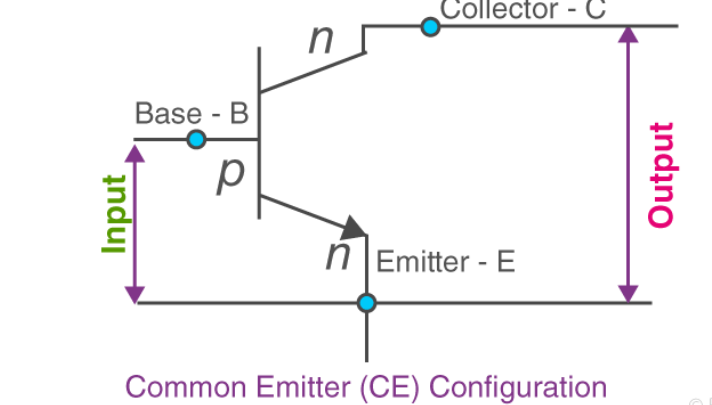 Collector - C
n
Base - B
p
Input
Output
n
Emitter - E
Common Emitter (CE) Configuration
©